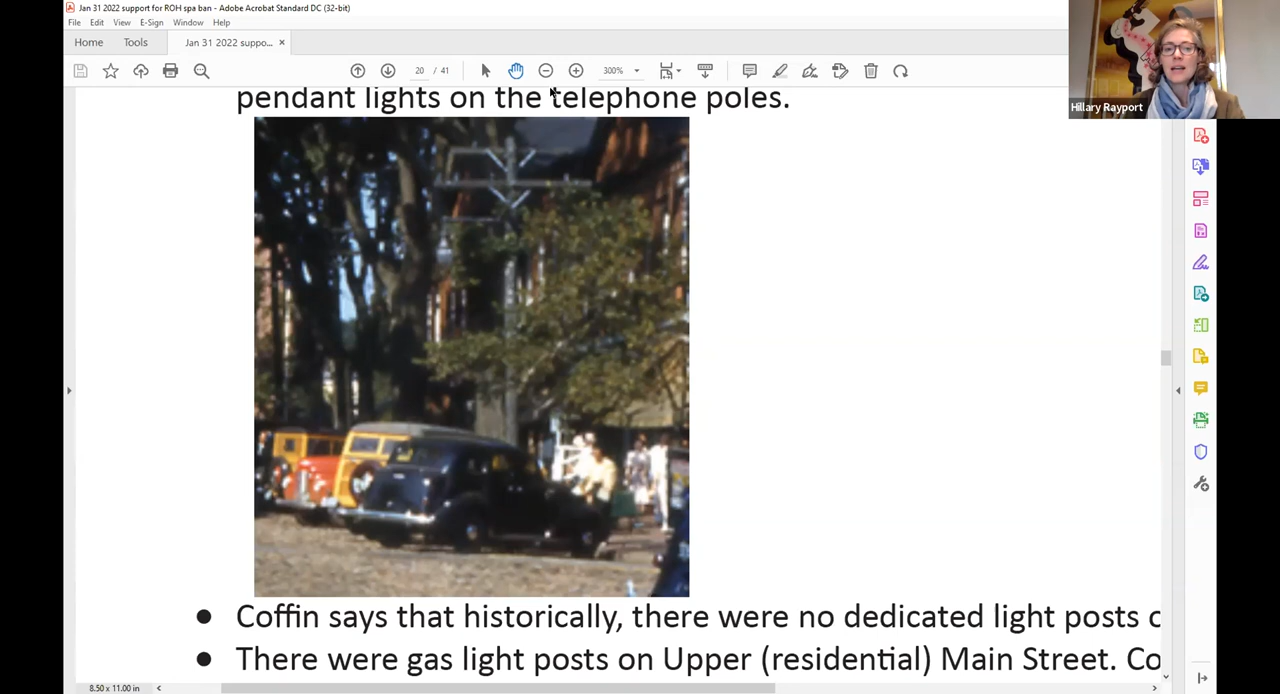 Jan 31 2022 support for ROH spa ban - Adobe Acrobat Standard DC (32-bit)
File Edit View E-Sign Window Help
Home Tools Jan 31 2022 suppo... ×
20 / 41 300%
Hillary Rayport
pendant lights on the telephone poles.
● Coffin says that historically, there were no dedicated light posts c
● There were gas light posts on Upper (residential) Main Street. Co
8.50 x 11.00 in